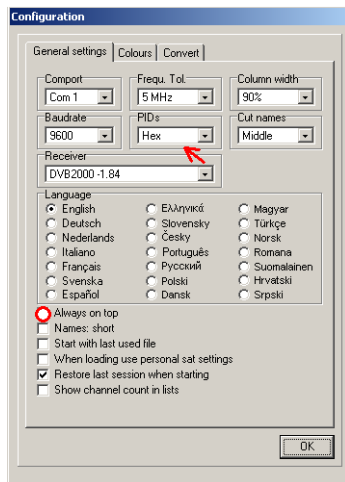 Configuration
General settings Colours Convert
Comport Frequ. Tol. Column width
Com 1 5 MHz 90%
Baudrate PIDs Cut names
9600 Hex Middle
Receiver
DVB2000 -1.84
Language
English Ελληνικά Magyar
Deutsch Slovensky Türkçe
Nederlands Česky Norsk
Italiano Português Romana
Français Русский Suomalainen
Svenska Polski Hrvatski
Español Dansk Srpski
Always on top
Names: short
Start with last used file
When loading use personal sat settings
Restore last session when starting
Show channel count in lists
OK